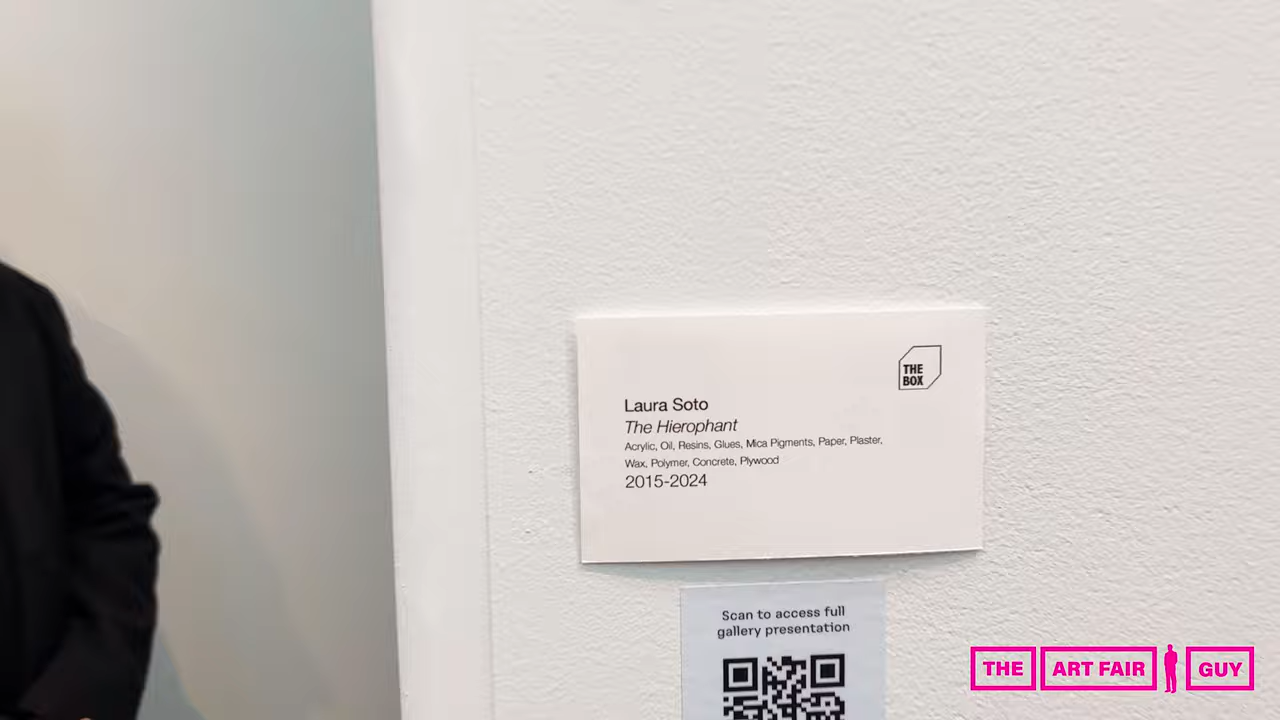 THE
BOX
Laura Soto
The Hierophant
Acrylic, Oil, Resins, Glues, Mica Pigments, Paper, Plaster,
Wax, Polymer, Concrete, Plywood
2015-2024
Scan to access full
gallery presentation
THE ART FAIR GUY